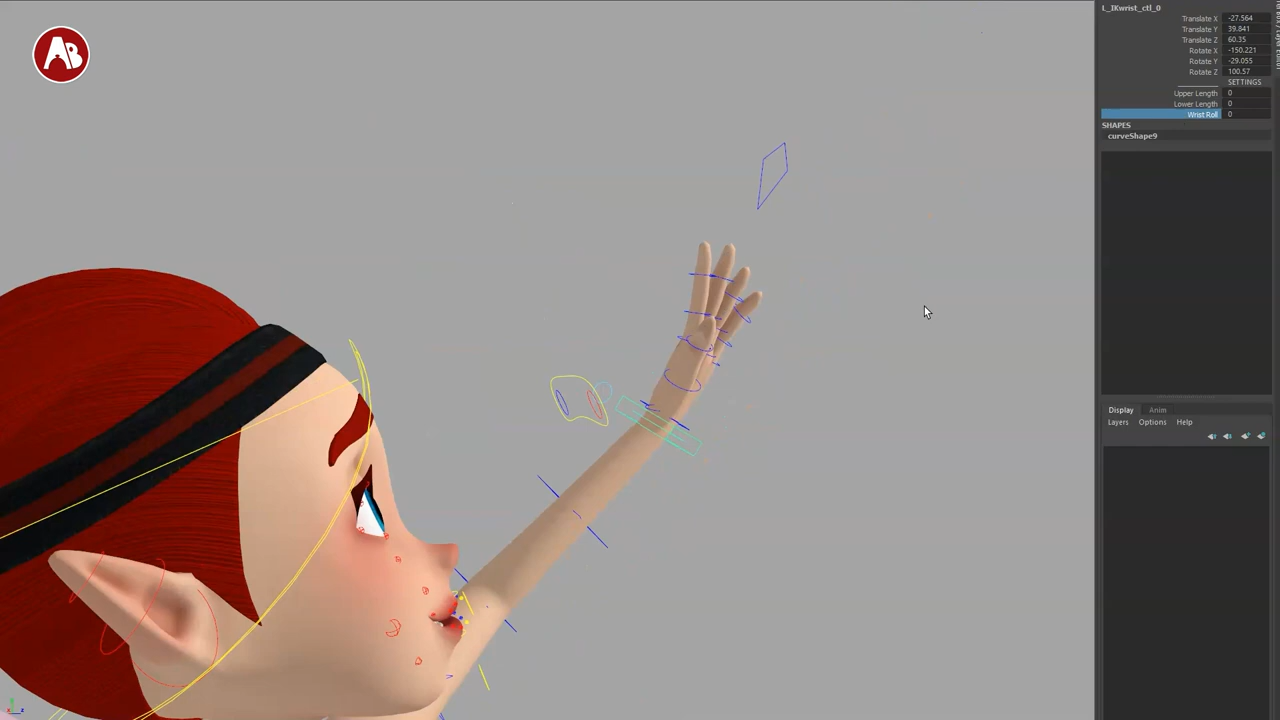 AB
L_IKwrist_ctl_0
Translate X -27.564
Translate Y 39.841
Translate Z 60.35
Rotate X -150.221
Rotate Y -29.055
Rotate Z 100.57
SETTINGS
Upper Length 0
Lower Length 0
Wrist Roll 0
SHAPES
curveShape9
Display Anim
Layers Options Help